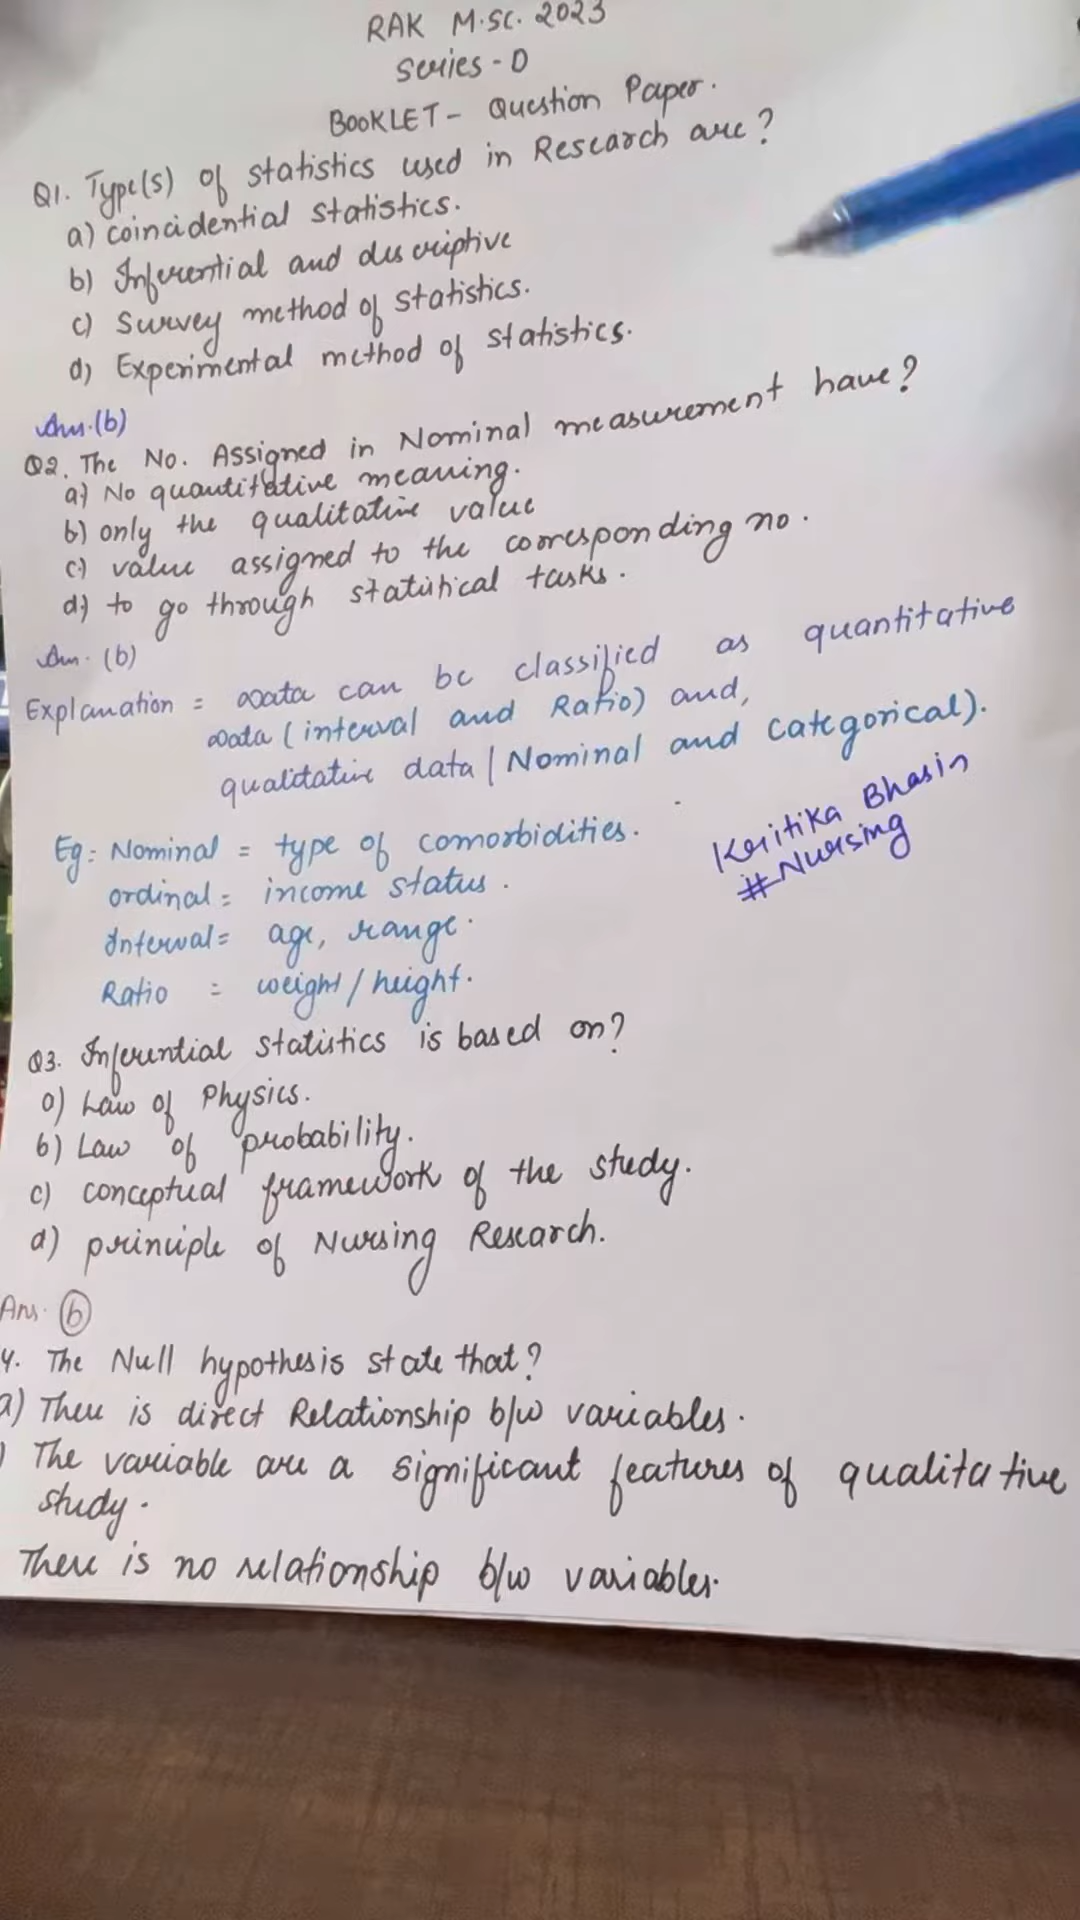 RAK M.SC. 2023
Series - D
BOOKLET - Question Paper.
Q1. Type(s) of statistics used in Research are?
a) coincidential statistics.
b) Inferential and descriptive
c) Survey method of statistics.
d) Experimental method of statistics.
Ans.(b)
Q2. The No. Assigned in Nominal measurement have?
a) No quantitative meaning.
b) only the qualitative value
c) value assigned to the corresponding no.
d) to go through statistical tasks.
Ans. (b)
Explanation = Data can be classified as quantitative
Data (interval and Ratio) and,
qualitative data (Nominal and categorical).
Kritika Bhasin
#Nursing
Eg: Nominal = type of comorbidities.
ordinal = income status.
Interval = age, range.
Ratio = weight/height.
Q3. Inferential statistics is based on?
a) Law of Physics.
b) Law of probability.
c) conceptual framework of the study.
d) principle of Nursing Research.
Ans. (b)
4. The Null hypothesis state that?
a) There is direct Relationship b/w variables.
) The variable are a significant features of qualitative
study.
There is no relationship b/w variables.